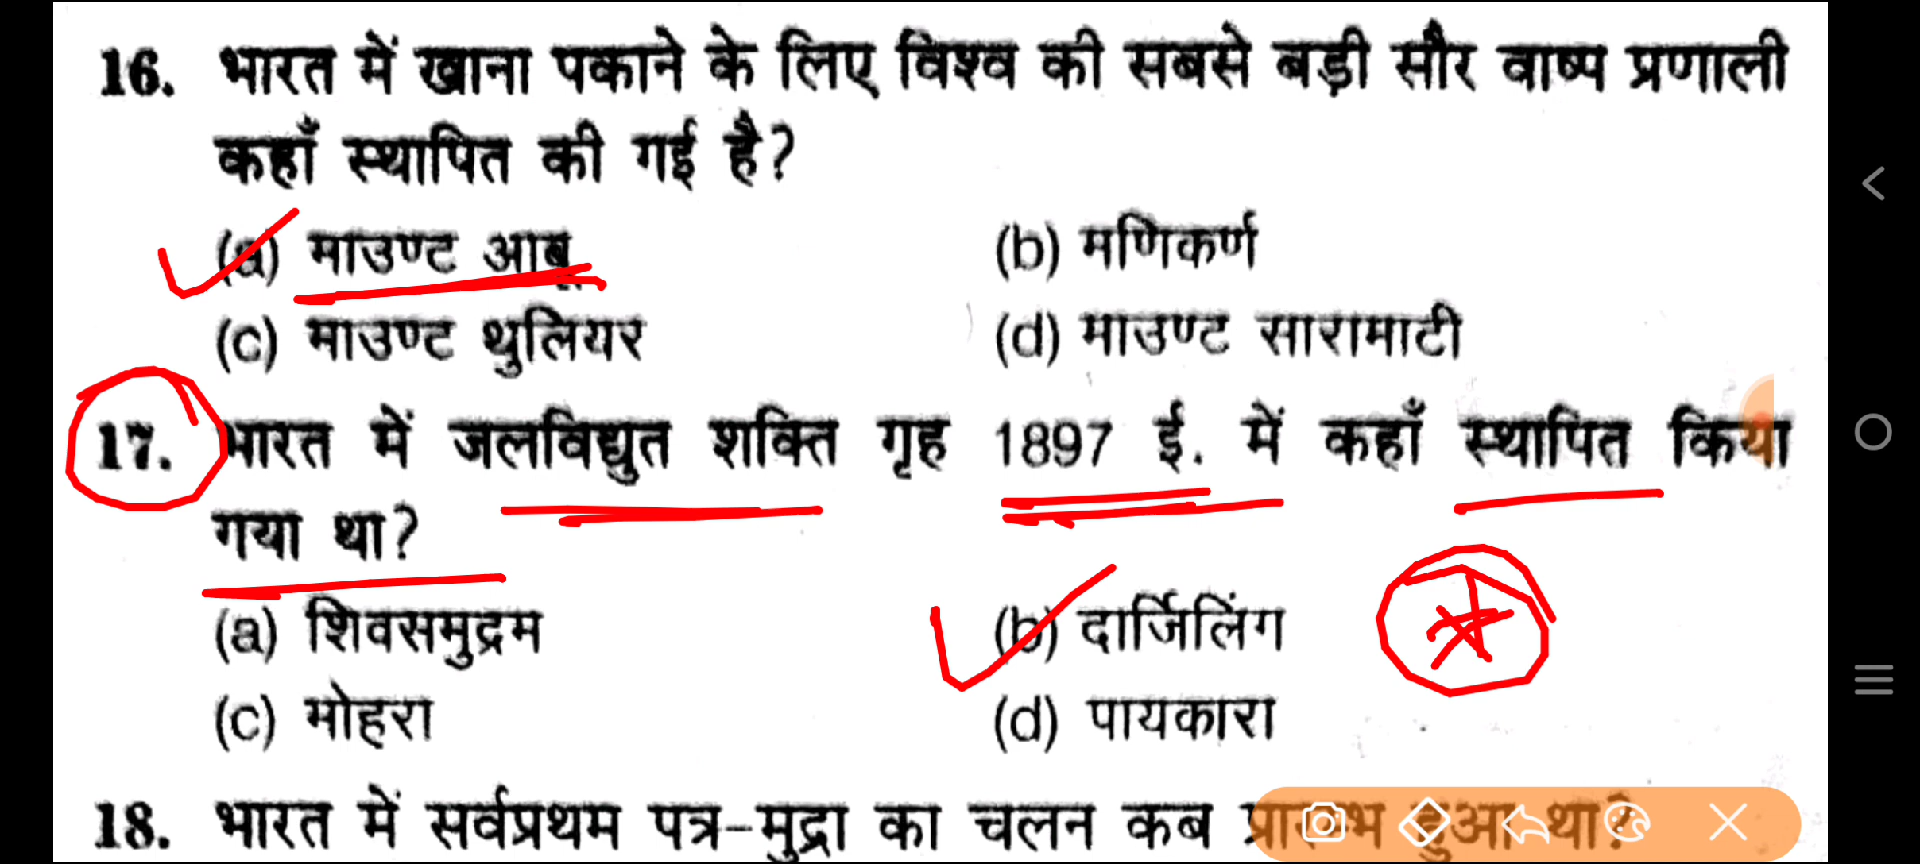 16. भारत में खाना पकाने के लिए विश्व की सबसे बड़ी सौर वाष्प प्रणाली
कहाँ स्थापित की गई है?
(a) माउण्ट आबू (b) मणिकर्ण
(c) माउण्ट थुलियर (d) माउण्ट सारामाटी
17. भारत में जलविद्युत शक्ति गृह 1897 ई. में कहाँ स्थापित किया
गया था?
(a) शिवसमुद्रम (b) दार्जिलिंग
(c) मोहरा (d) पायकारा
18. भारत में सर्वप्रथम पत्र-मुद्रा का चलन कब प्रारम्भ हुआ था?